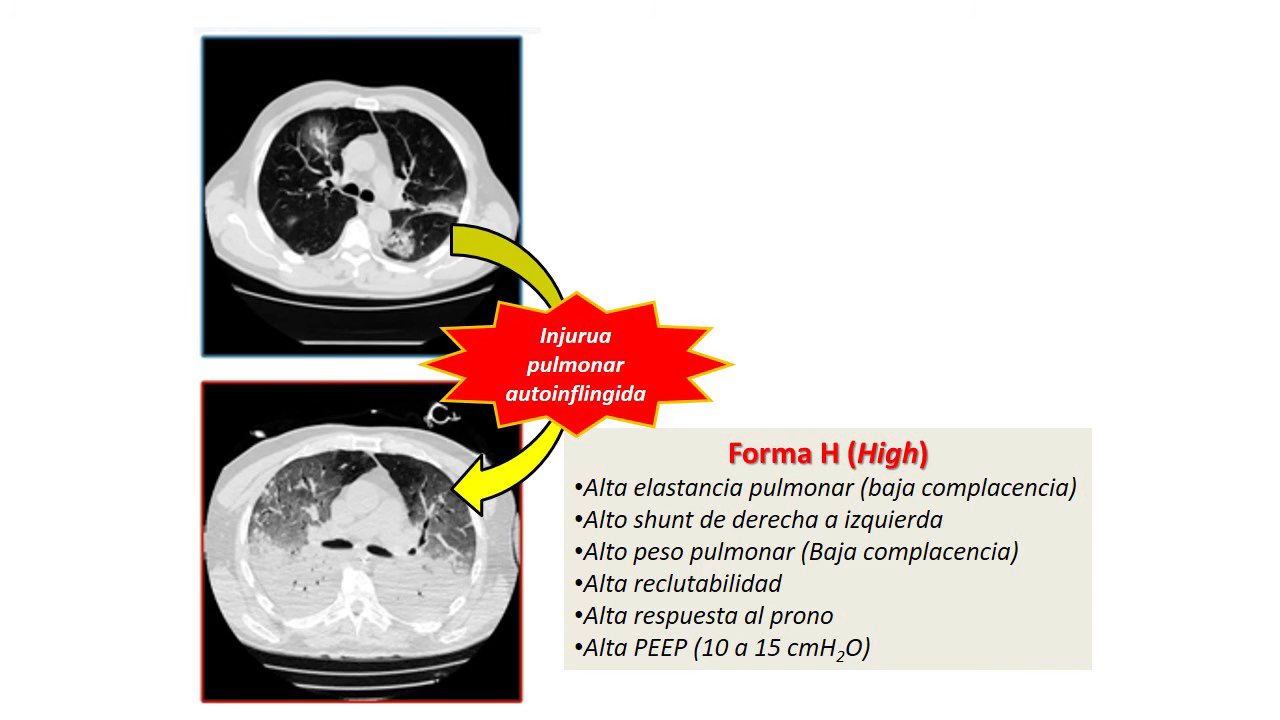 Injurua
pulmonar
autoinflingida
Forma H (High)
•Alta elastancia pulmonar (baja complacencia)
•Alto shunt de derecha a izquierda
•Alto peso pulmonar (Baja complacencia)
•Alta reclutabilidad
•Alta respuesta al prono
•Alta PEEP (10 a 15 cmH₂O)